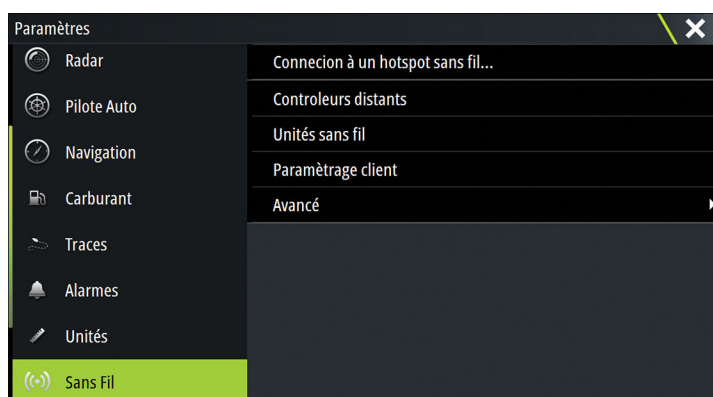 Paramètres
Radar
Pilote Auto
Navigation
Carburant
Traces
Alarmes
Unités
Sans Fil
Connecion à un hotspot sans fil...
Controleurs distants
Unités sans fil
Paramètrage client
Avancé